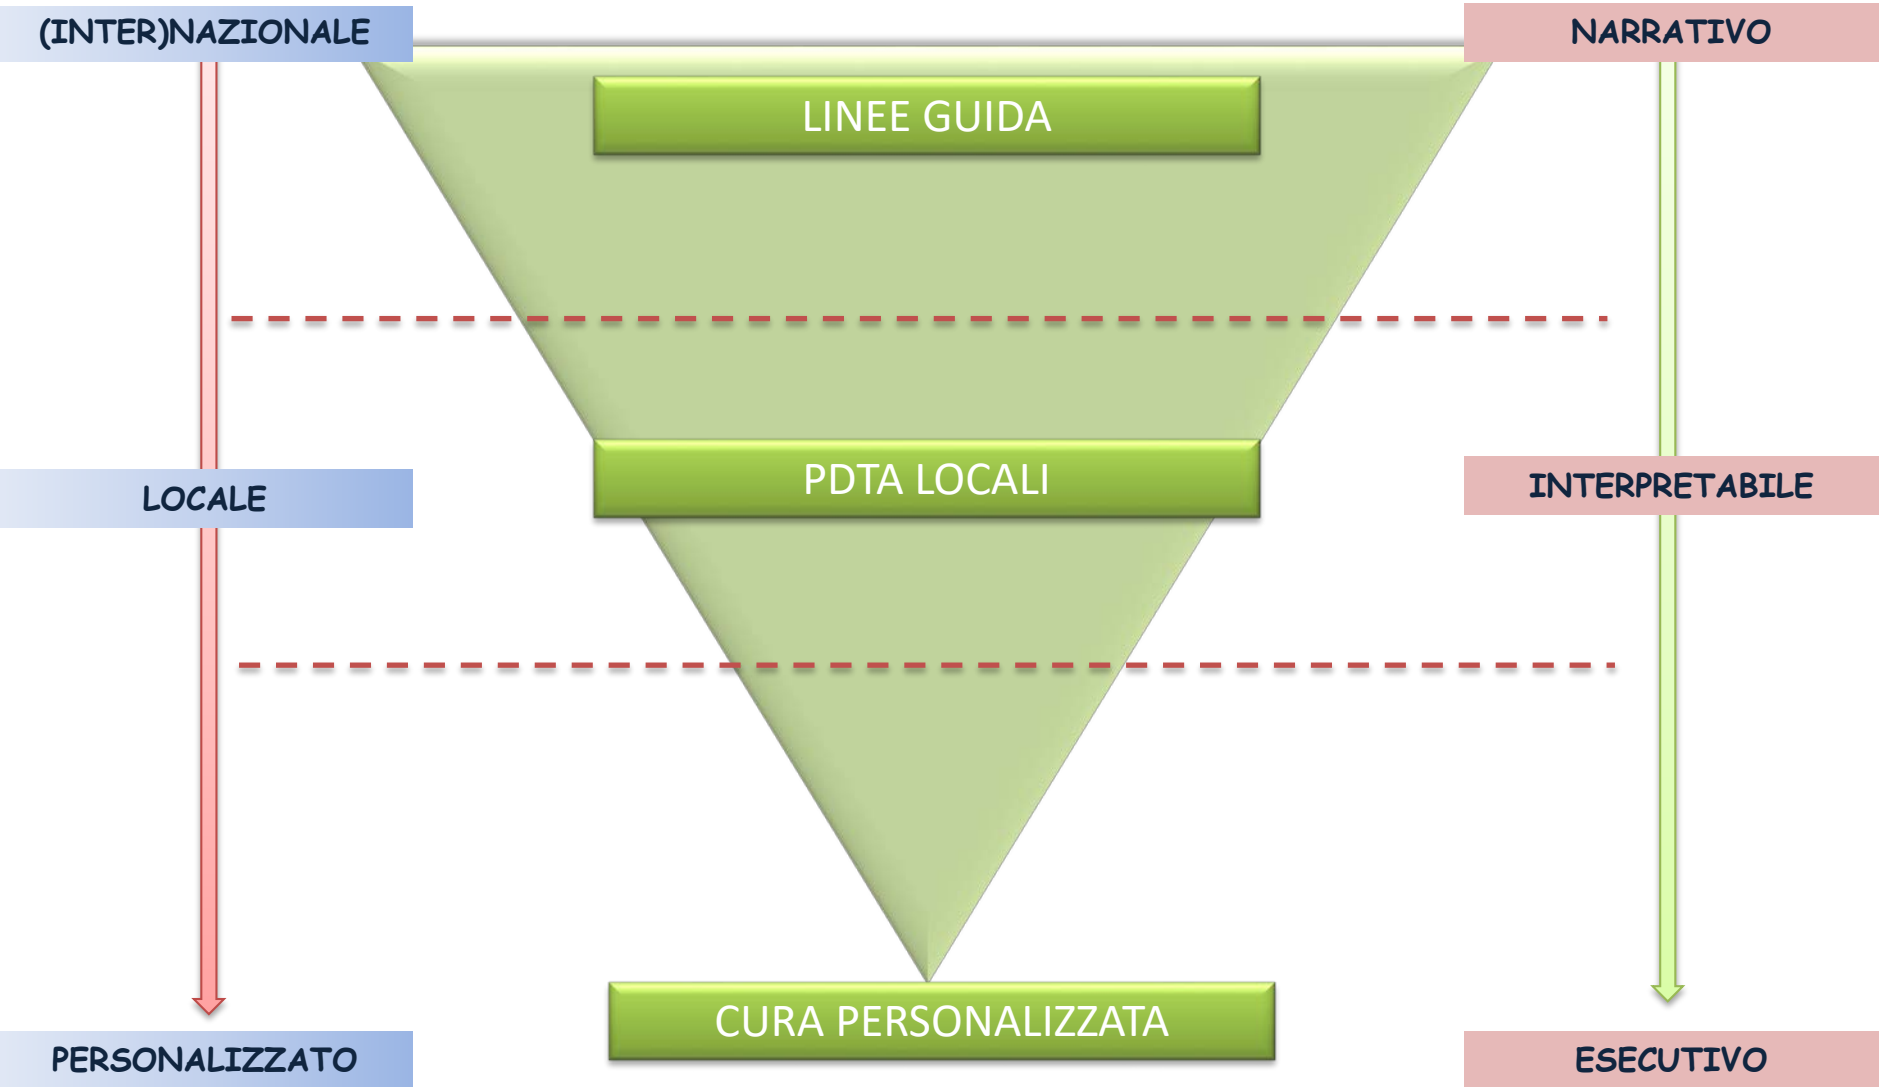 (INTER)NAZIONALE
NARRATIVO
LINEE GUIDA
LOCALE
PDTA LOCALI
INTERPRETABILE
PERSONALIZZATO
CURA PERSONALIZZATA
ESECUTIVO